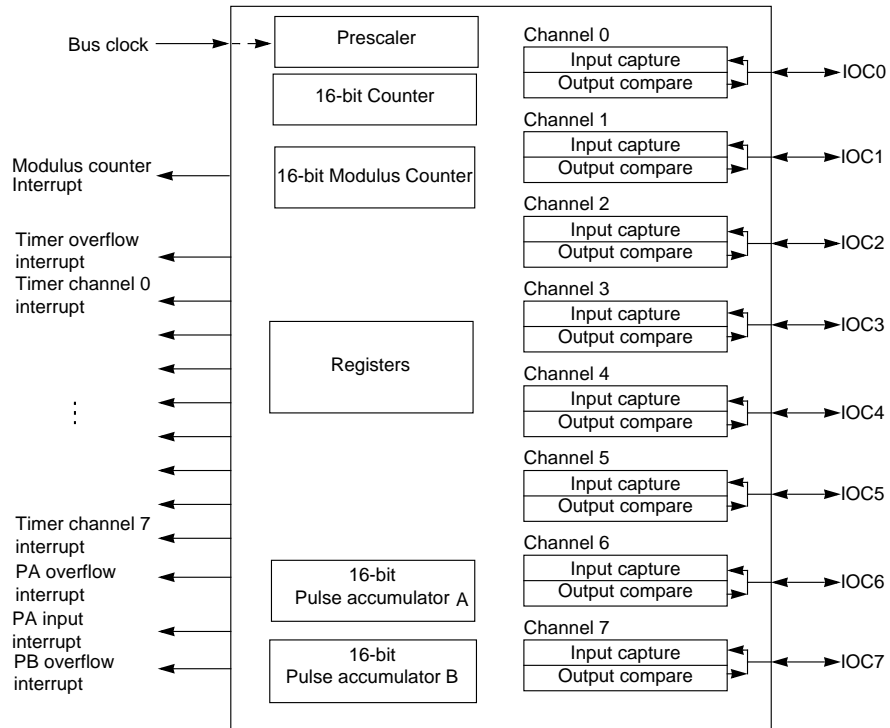 Bus clock
Modulus counter
Interrupt
Timer overflow
interrupt
Timer channel 0
interrupt
Timer channel 7
interrupt
PA overflow
interrupt
PA input
interrupt
PB overflow
interrupt
Prescaler
16-bit Counter
16-bit Modulus Counter
Registers
16-bit
Pulse accumulator A
16-bit
Pulse accumulator B
Channel 0
Input capture
Output compare
IOC0
Channel 1
Input capture
Output compare
IOC1
Channel 2
Input capture
Output compare
IOC2
Channel 3
Input capture
Output compare
IOC3
Channel 4
Input capture
Output compare
IOC4
Channel 5
Input capture
Output compare
IOC5
Channel 6
Input capture
Output compare
IOC6
Channel 7
Input capture
Output compare
IOC7